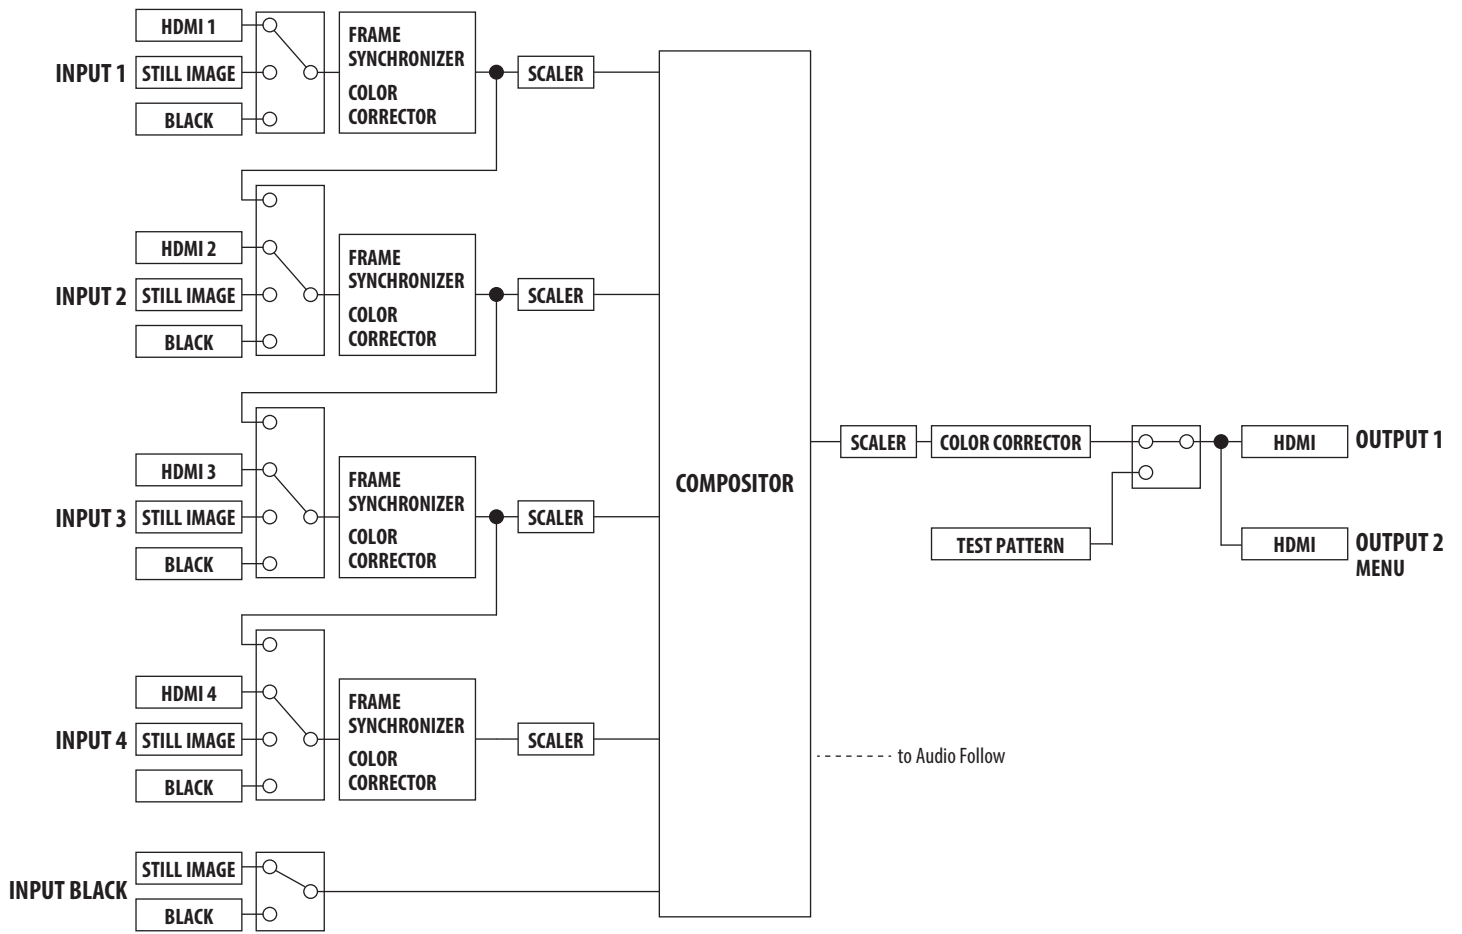 HDMI 1
INPUT 1
STILL IMAGE
BLACK
FRAME
SYNCHRONIZER
COLOR
CORRECTOR
SCALER
HDMI 2
INPUT 2
STILL IMAGE
BLACK
FRAME
SYNCHRONIZER
COLOR
CORRECTOR
SCALER
HDMI 3
INPUT 3
STILL IMAGE
BLACK
FRAME
SYNCHRONIZER
COLOR
CORRECTOR
SCALER
HDMI 4
INPUT 4
STILL IMAGE
BLACK
FRAME
SYNCHRONIZER
COLOR
CORRECTOR
SCALER
INPUT BLACK
STILL IMAGE
BLACK
COMPOSITOR
SCALER
COLOR CORRECTOR
HDMI
OUTPUT 1
TEST PATTERN
HDMI
OUTPUT 2
MENU
to Audio Follow